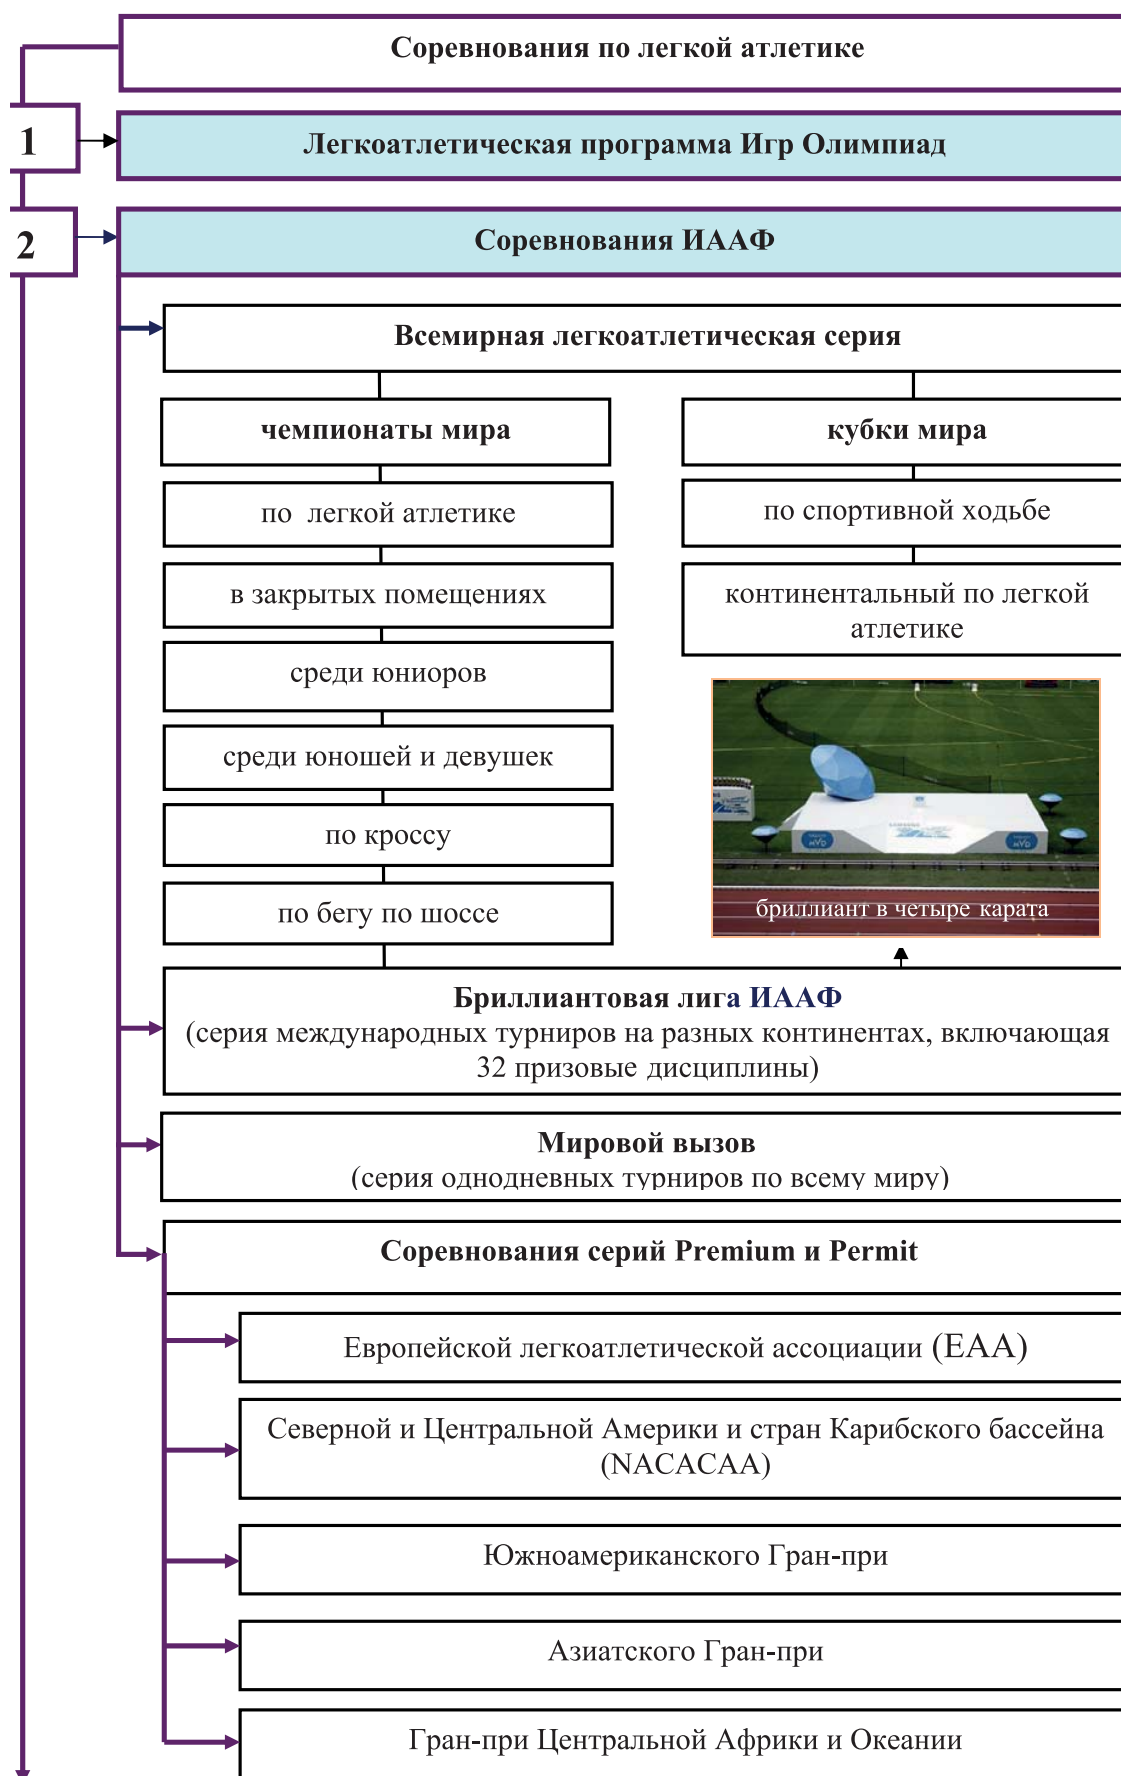 Соревнования по легкой атлетике
1
Легкоатлетическая программа Игр Олимпиад
2
Соревнования ИААФ
Всемирная легкоатлетическая серия
чемпионаты мира
по легкой атлетике
в закрытых помещениях
среди юниоров
среди юношей и девушек
по кроссу
по бегу по шоссе
кубки мира
по спортивной ходьбе
континентальный по легкой
атлетике
бриллиант в четыре карата
Бриллиантовая лига ИААФ
(серия международных турниров на разных континентах, включающая
32 призовые дисциплины)
Мировой вызов
(серия однодневных турниров по всему миру)
Соревнования серий Premium и Permit
Европейской легкоатлетической ассоциации (ЕАА)
Северной и Центральной Америки и стран Карибского бассейна
(NACACAA)
Южноамериканского Гран-при
Азиатского Гран-при
Гран-при Центральной Африки и Океании